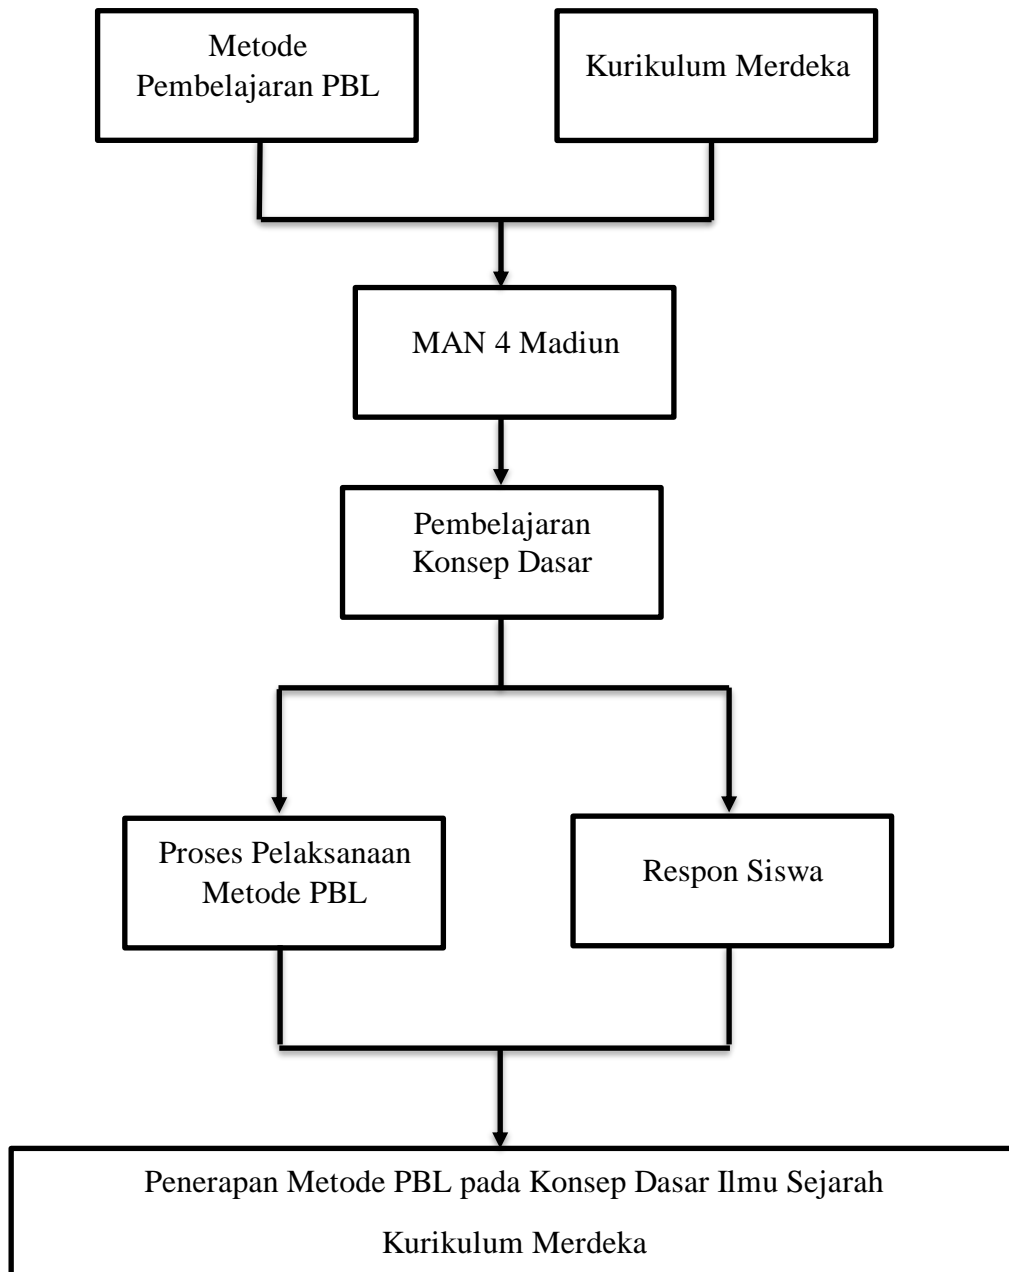 Metode
Pembelajaran PBL
Kurikulum Merdeka
MAN 4 Madiun
Pembelajaran
Konsep Dasar
Proses Pelaksanaan
Metode PBL
Respon Siswa
Penerapan Metode PBL pada Konsep Dasar Ilmu Sejarah
Kurikulum Merdeka